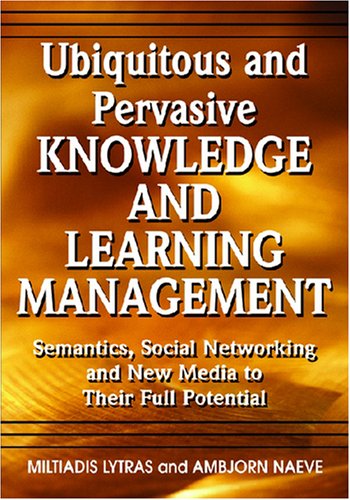 Ubiquitous and
Pervasive
KNOWLEDGE
AND
LEARNING
MANAGEMENT
Semantics, Social Networking
and New Media to
Their Full Potential
MILTIADIS LYTRAS and AMBJORN NAEVE